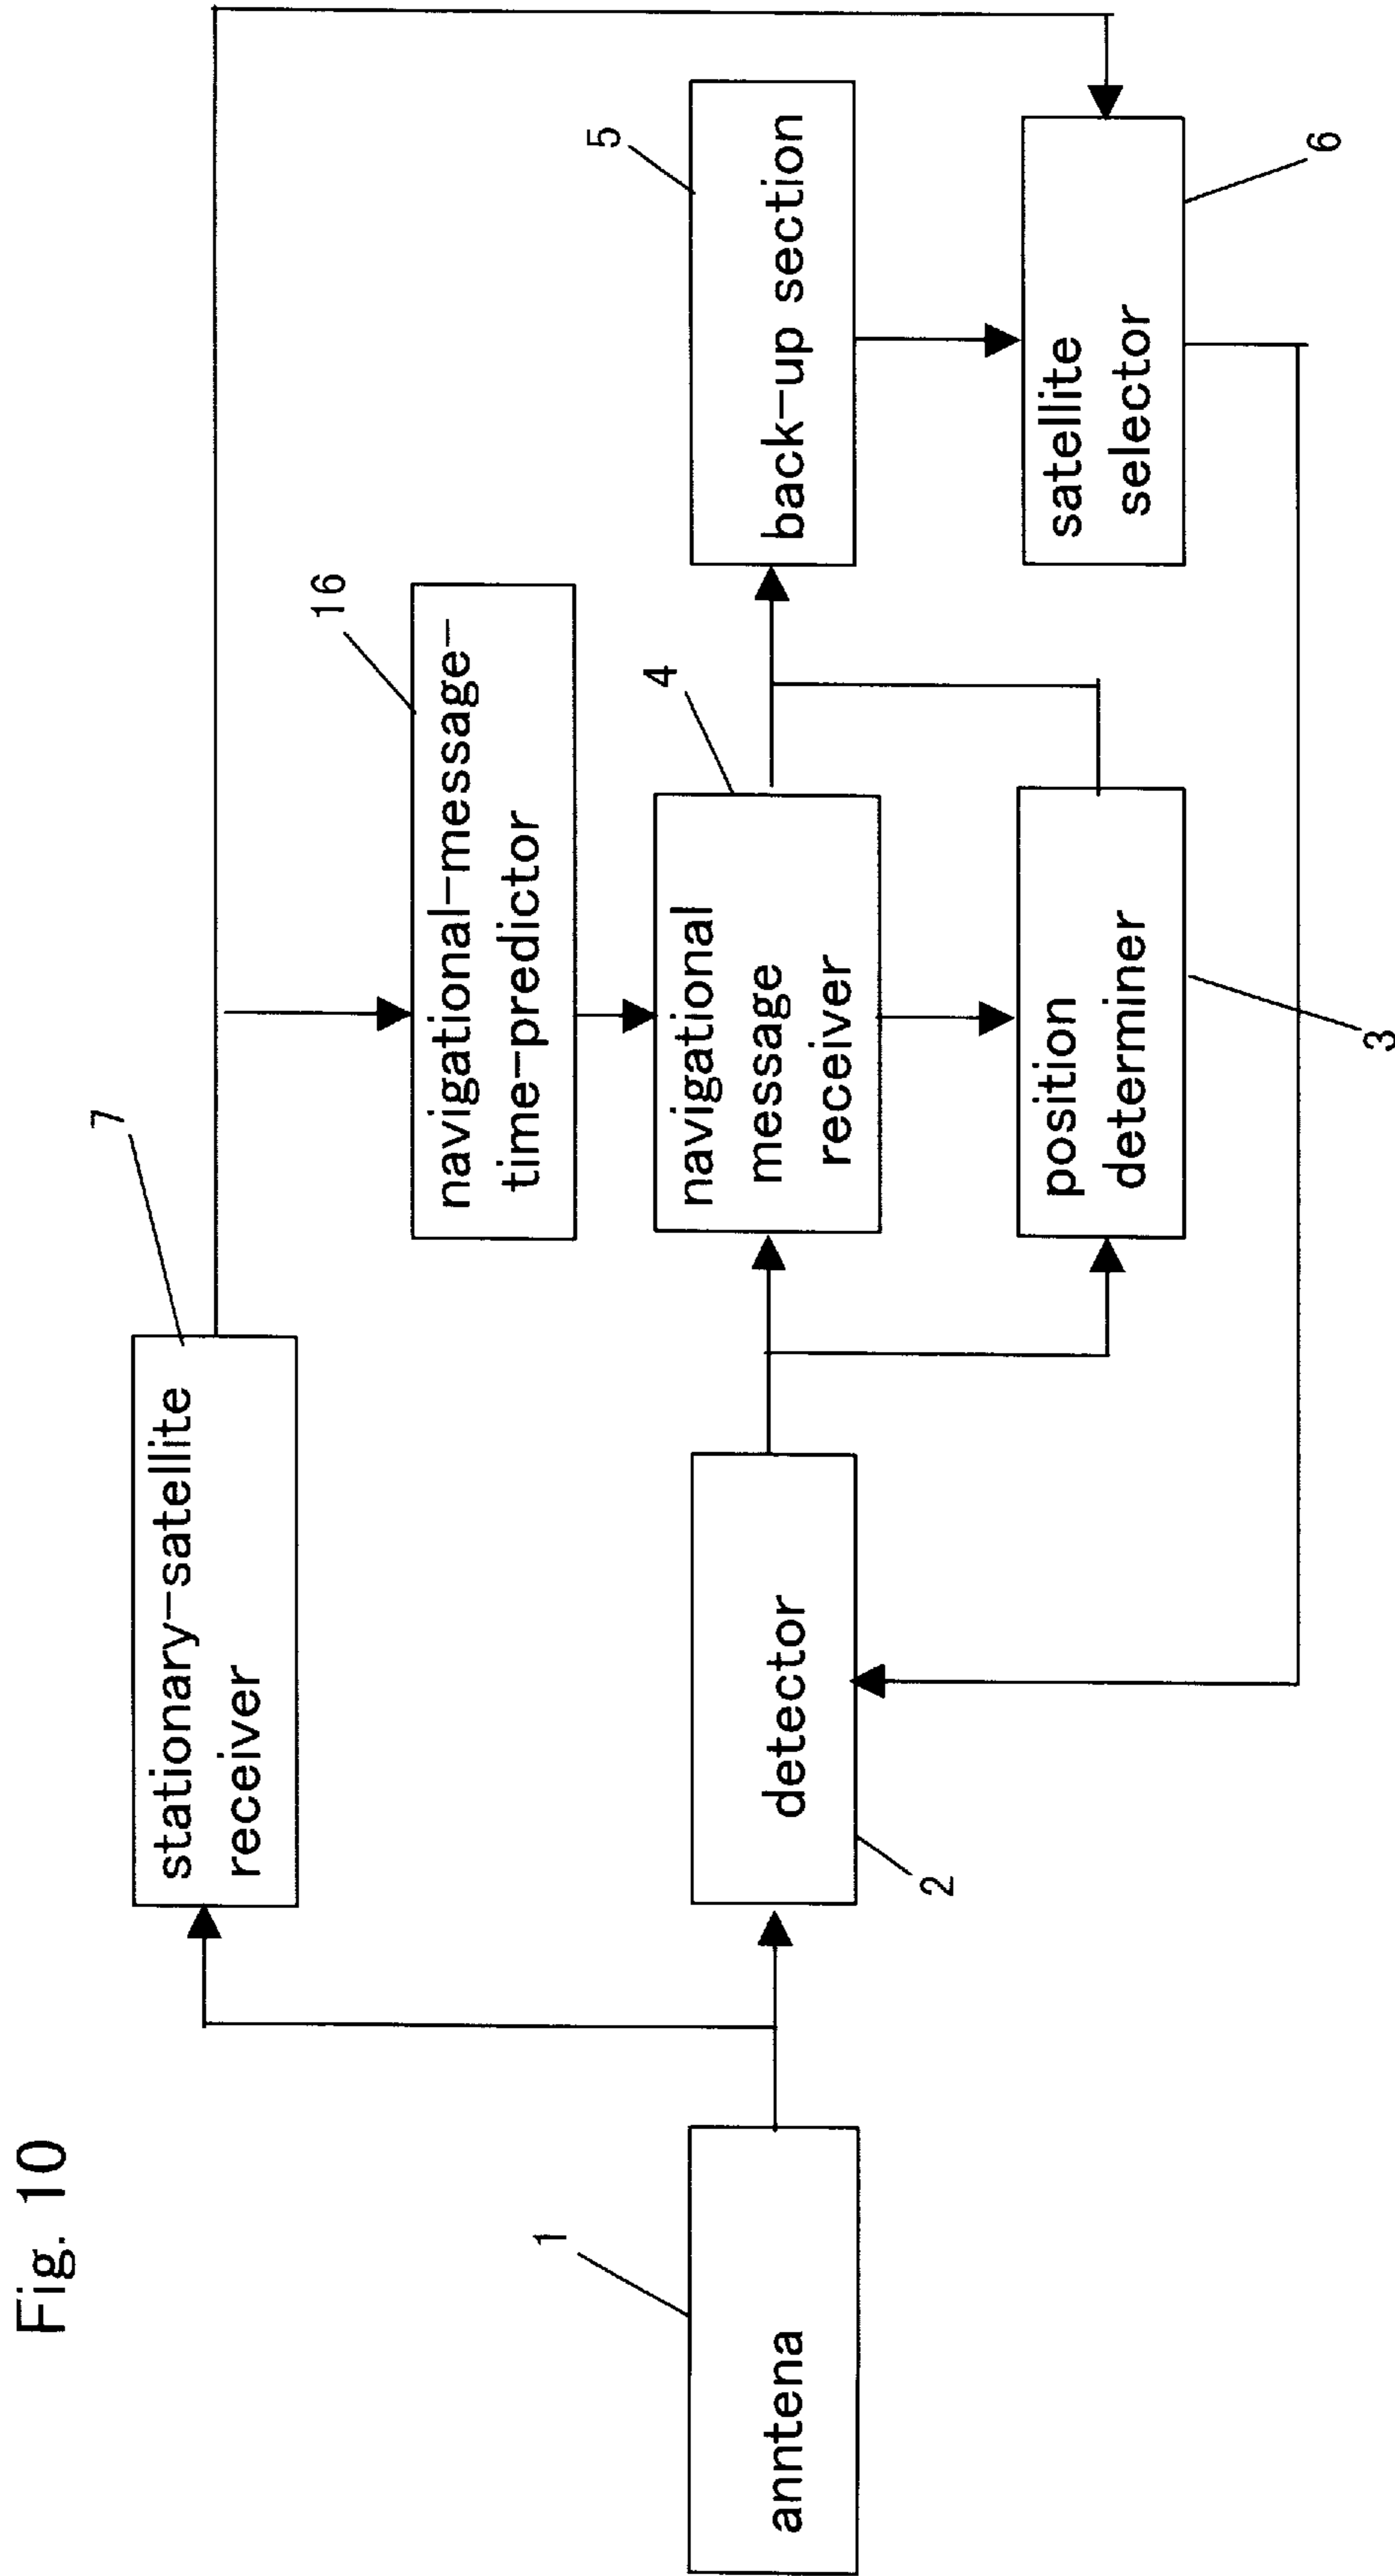 Fig. 10
7
stationary-satellite
receiver
16
navigational-message-
time-predictor
5
back-up section
4
navigational
message
receiver
1
anntena
detector
2
position
determiner
3
satellite
selector
6